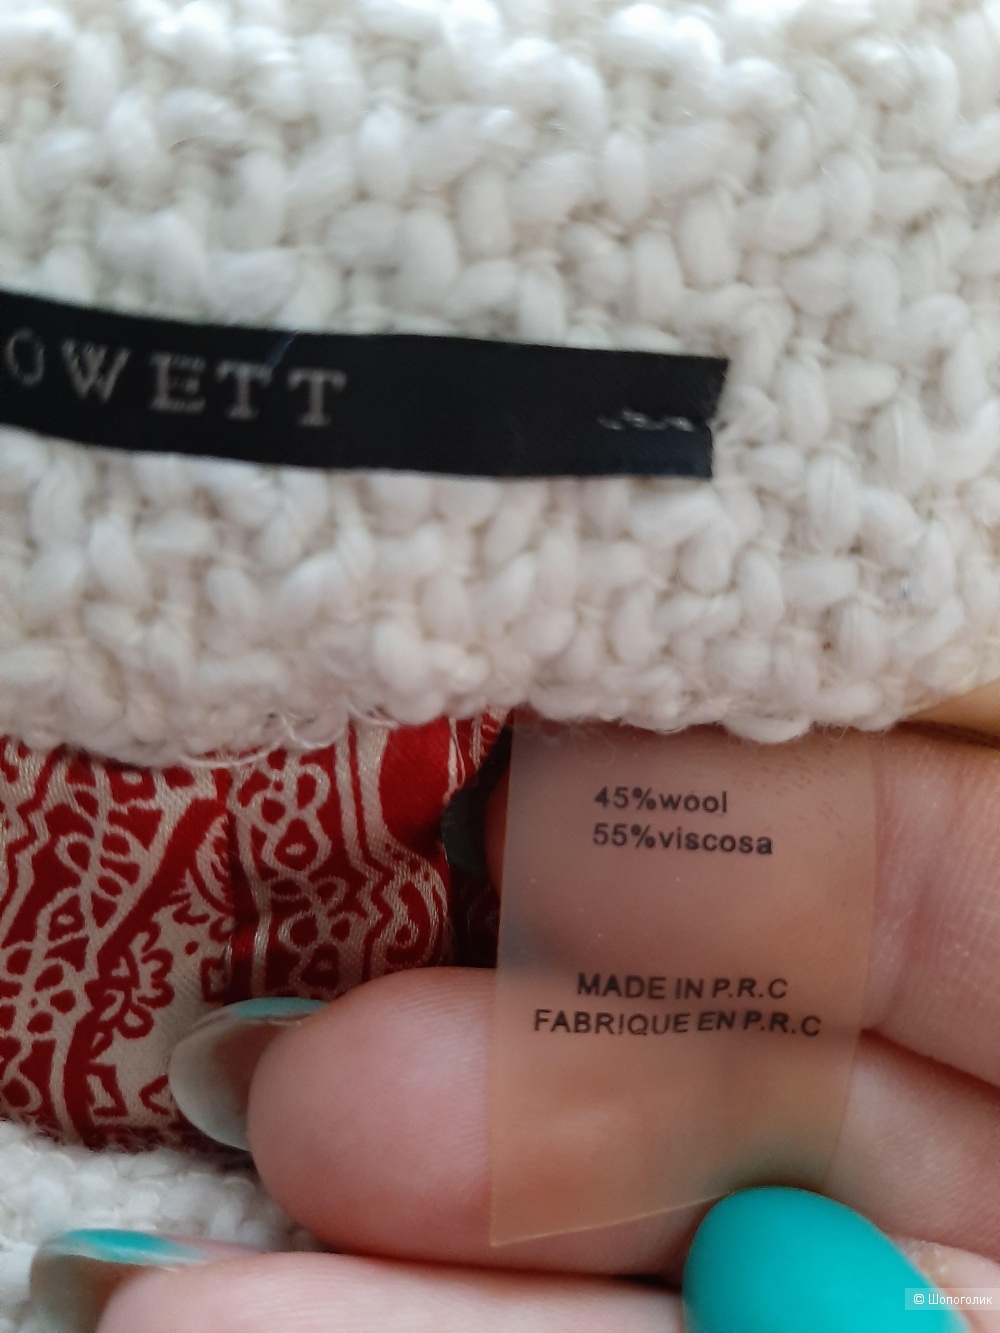 OWETT
45%wool
55%viscosa
MADE IN P.R.C
FABRIQUE EN P.R.C
© Шопоголик